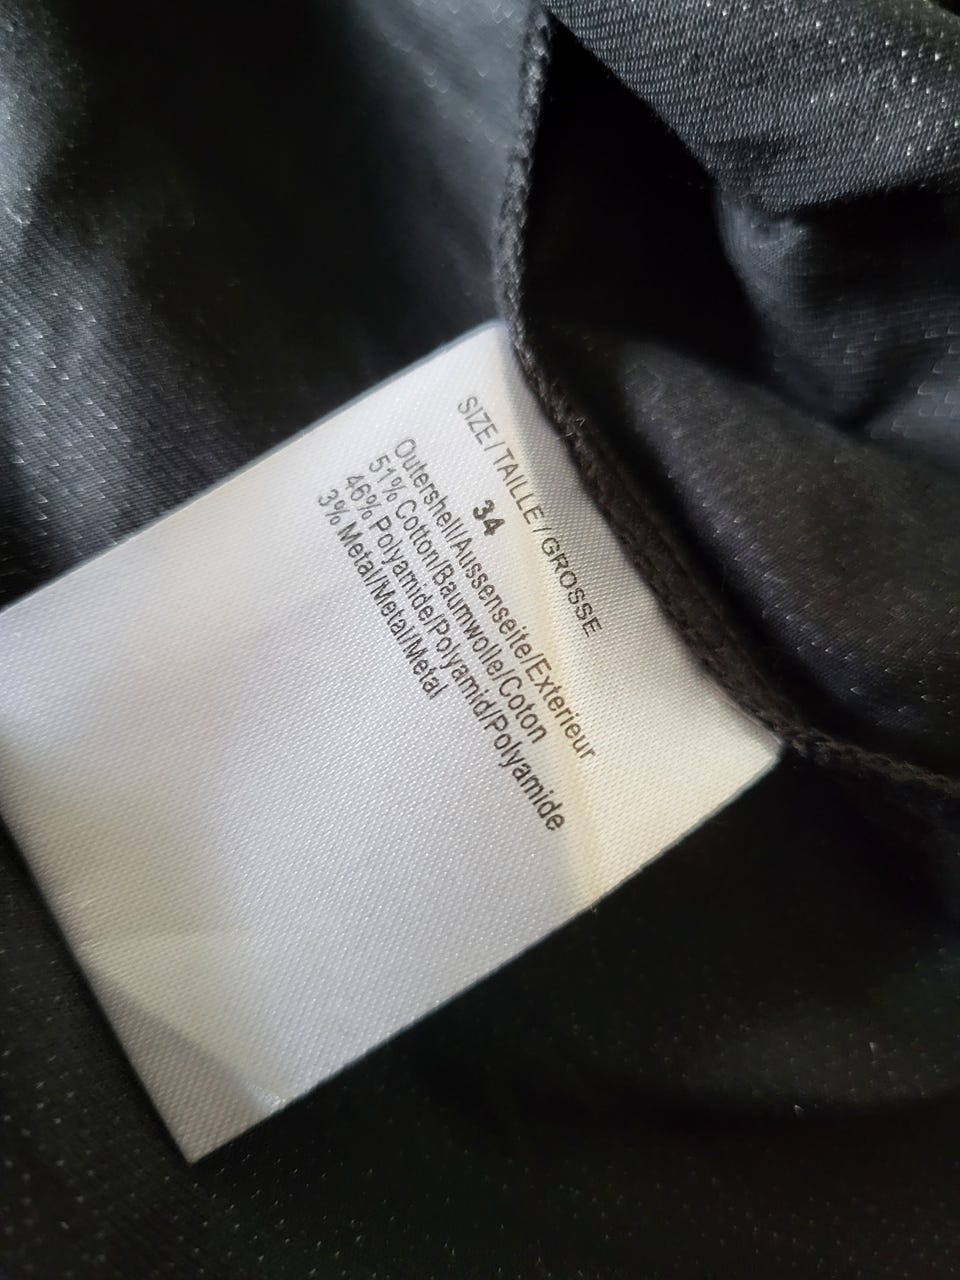 SIZE/TAILLE/GROSSE
34
Outershell/Aussenseite/Exterieur
51% Cotton/Baumwolle/Coton
46% Polyamide/Polyamid/Polyamide
3% Metal/Metal/Metal